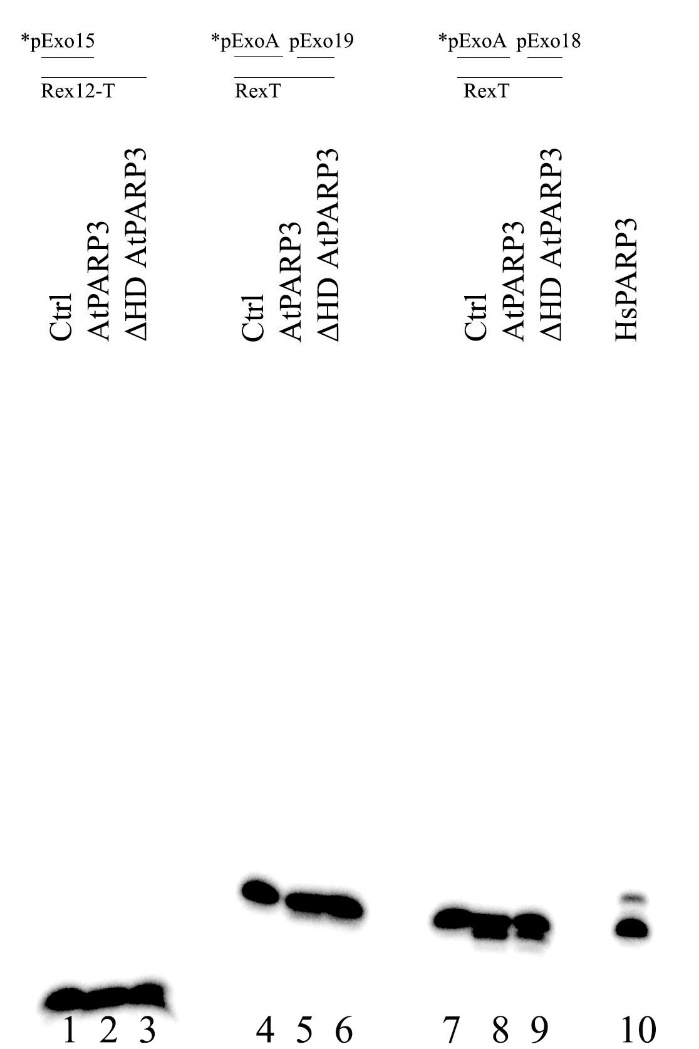 *pExo15 *pExoA pExo19 *pExoA pExo18
Rex12-T RexT RexT
Ctrl
AtPARP3
ΔHD AtPARP3
Ctrl
AtPARP3
ΔHD AtPARP3
Ctrl
AtPARP3
ΔHD AtPARP3
HsPARP3
1 2 3 4 5 6 7 8 9 10